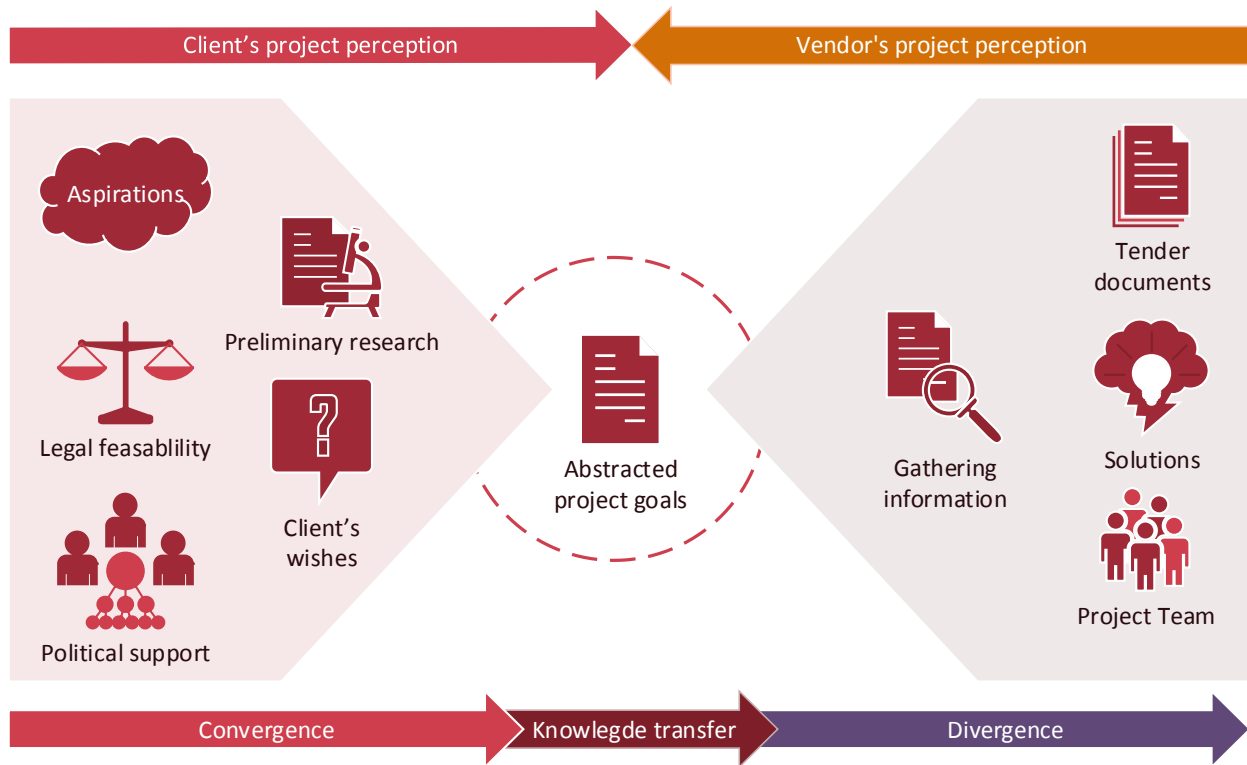 Client’s project perception
Vendor's project perception
Aspirations
Preliminary research
Legal feasablility
?
Client’s
wishes
Political support
Abstracted
project goals
Gathering
information
Tender
documents
Solutions
Project Team
Convergence
Knowlegde transfer
Divergence